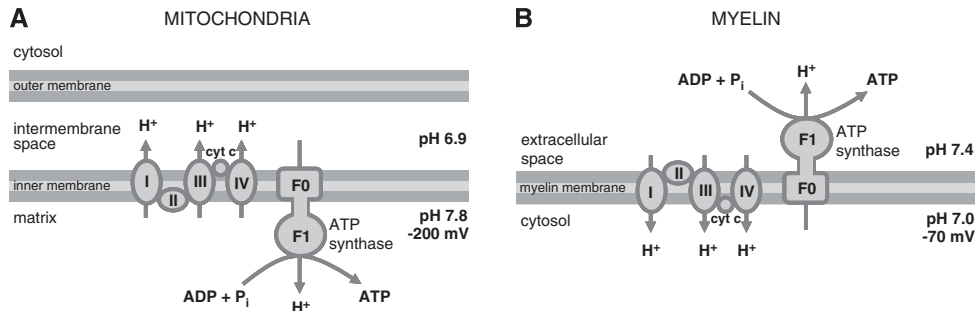 A
MITOCHONDRIA
cytosol
outer membrane
intermembrane
space
H+
H+
H+
cyt c
pH 6.9
inner membrane
I
II
III
IV
F0
matrix
pH 7.8
-200 mV
F1
ATP
synthase
ADP + Pi
H+
ATP
B
MYELIN
ADP + Pi
H+
ATP
extracellular
space
F1
ATP
synthase
pH 7.4
myelin membrane
I
II
III
IV
F0
cytosol
cyt c
pH 7.0
-70 mV
H+
H+
H+